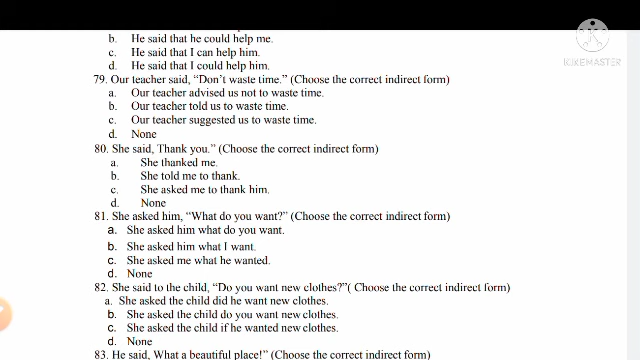 b. He said that he could help me.
c. He said that I can help him.
d. He said that I could help him.
79. Our teacher said, “Don’t waste time.” (Choose the correct indirect form)
a. Our teacher advised us not to waste time.
b. Our teacher told us to waste time.
c. Our teacher suggested us to waste time.
d. None
80. She said, Thank you.” (Choose the correct indirect form)
a. She thanked me.
b. She told me to thank.
c. She asked me to thank him.
d. None
81. She asked him, “What do you want?” (Choose the correct indirect form)
a. She asked him what do you want.
b. She asked him what I want.
c. She asked me what he wanted.
d. None
82. She said to the child, “Do you want new clothes?”( Choose the correct indirect form)
a. She asked the child did he want new clothes.
b. She asked the child do you want new clothes.
c. She asked the child if he wanted new clothes.
d. None
83. He said, What a beautiful place!” (Choose the correct indirect form)
KIKEMASTER